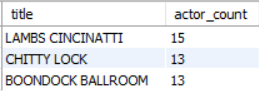 title actor_count
LAMBS CINCINATTI 15
CHITTY LOCK 13
BOONDOCK BALLROOM 13